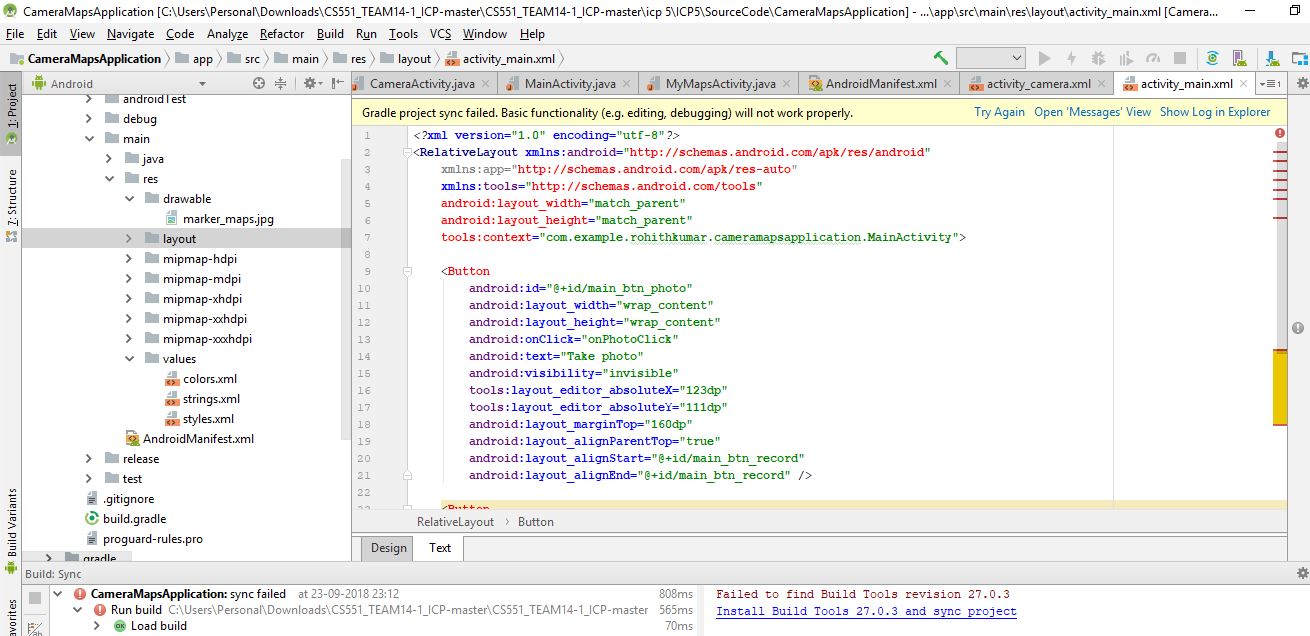 CameraMapsApplication [C:\Users\Personal\Downloads\CS551_TEAM14-1_ICP-master\CS551_TEAM14-1_ICP-master\icp 5\ICP5\SourceCode\CameraMapsApplication] - ...\app\src\main\res\layout\activity_main.xml [Camera...
File Edit View Navigate Code Analyze Refactor Build Run Tools VCS Window Help
CameraMapsApplication app src main res layout activity_main.xml
Android
CameraActivity.java MainActivity.java MyMapsActivity.java AndroidManifest.xml activity_camera.xml activity_main.xml
1: Project
7: Structure
Build Variants
avorites
androidTest
debug
main
java
res
drawable
marker_maps.jpg
layout
mipmap-hdpi
mipmap-mdpi
mipmap-xhdpi
mipmap-xxhdpi
mipmap-xxxhdpi
values
colors.xml
strings.xml
styles.xml
AndroidManifest.xml
release
test
.gitignore
build.gradle
proguard-rules.pro
gradle
Gradle project sync failed. Basic functionality (e.g. editing, debugging) will not work properly. Try Again Open 'Messages' View Show Log in Explorer
1 <?xml version="1.0" encoding="utf-8"?>
2 <RelativeLayout xmlns:android="http://schemas.android.com/apk/res/android"
3 xmlns:app="http://schemas.android.com/apk/res-auto"
4 xmlns:tools="http://schemas.android.com/tools"
5 android:layout_width="match_parent"
6 android:layout_height="match_parent"
7 tools:context="com.example.rohithkumar.cameramapsapplication.MainActivity">
8
9 <Button
10 android:id="@+id/main_btn_photo"
11 android:layout_width="wrap_content"
12 android:layout_height="wrap_content"
13 android:onClick="onPhotoClick"
14 android:text="Take photo"
15 android:visibility="invisible"
16 tools:layout_editor_absoluteX="123dp"
17 tools:layout_editor_absoluteY="111dp"
18 android:layout_marginTop="160dp"
19 android:layout_alignParentTop="true"
20 android:layout_alignStart="@+id/main_btn_record"
21 android:layout_alignEnd="@+id/main_btn_record" />
22
23 <Button
RelativeLayout Button
Design Text
Build: Sync
CameraMapsApplication: sync failed at 23-09-2018 23:12 808ms
Run build C:\Users\Personal\Downloads\CS551_TEAM14-1_ICP-master\CS551_TEAM14-1_ICP-master 565ms
Load build 70ms
Failed to find Build Tools revision 27.0.3
Install Build Tools 27.0.3 and sync project